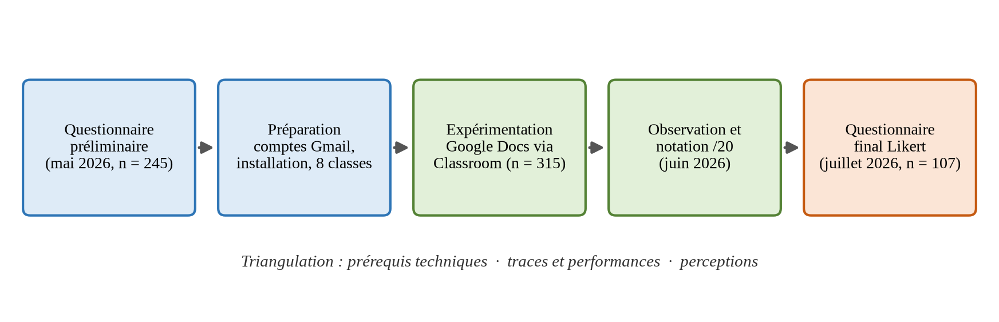 Questionnaire
préliminaire
(mai 2026, n = 245)
Préparation
comptes Gmail,
installation, 8 classes
Expérimentation
Google Docs via
Classroom (n = 315)
Observation et
notation /20
(juin 2026)
Questionnaire
final Likert
(juillet 2026, n = 107)
Triangulation : prérequis techniques · traces et performances · perceptions